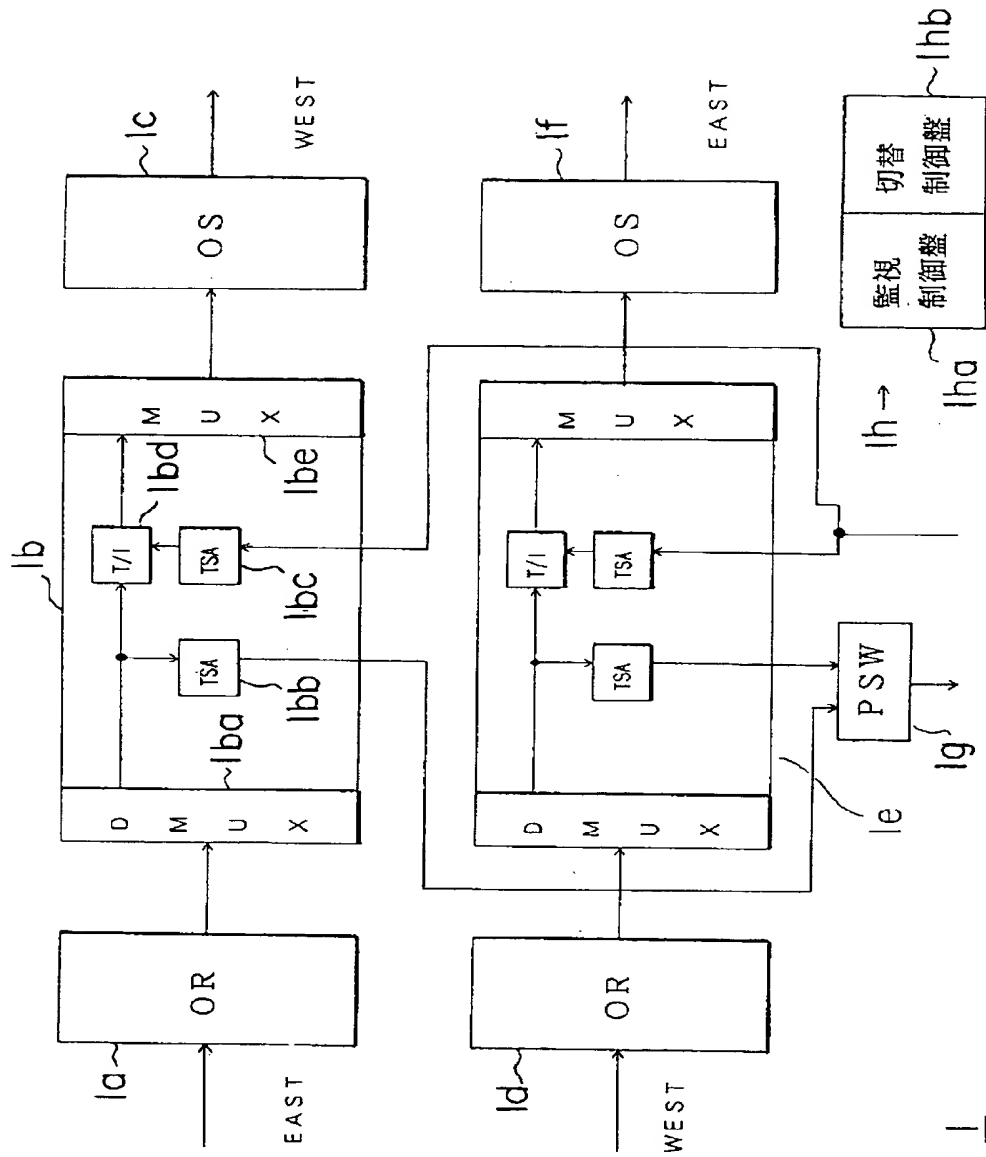 1b
1a
OR
EAST
D M U X
1ba
TSA
1bb
T/I
1bd
TSA
1bc
M U X
1be
OS
1c
WEST
1d
OR
WEST
D M U X
TSA
T/I
TSA
M U X
OS
1f
EAST
1e
PSW
1g
1h→
監視
制御盤
1ha
切替
制御盤
1hb
1